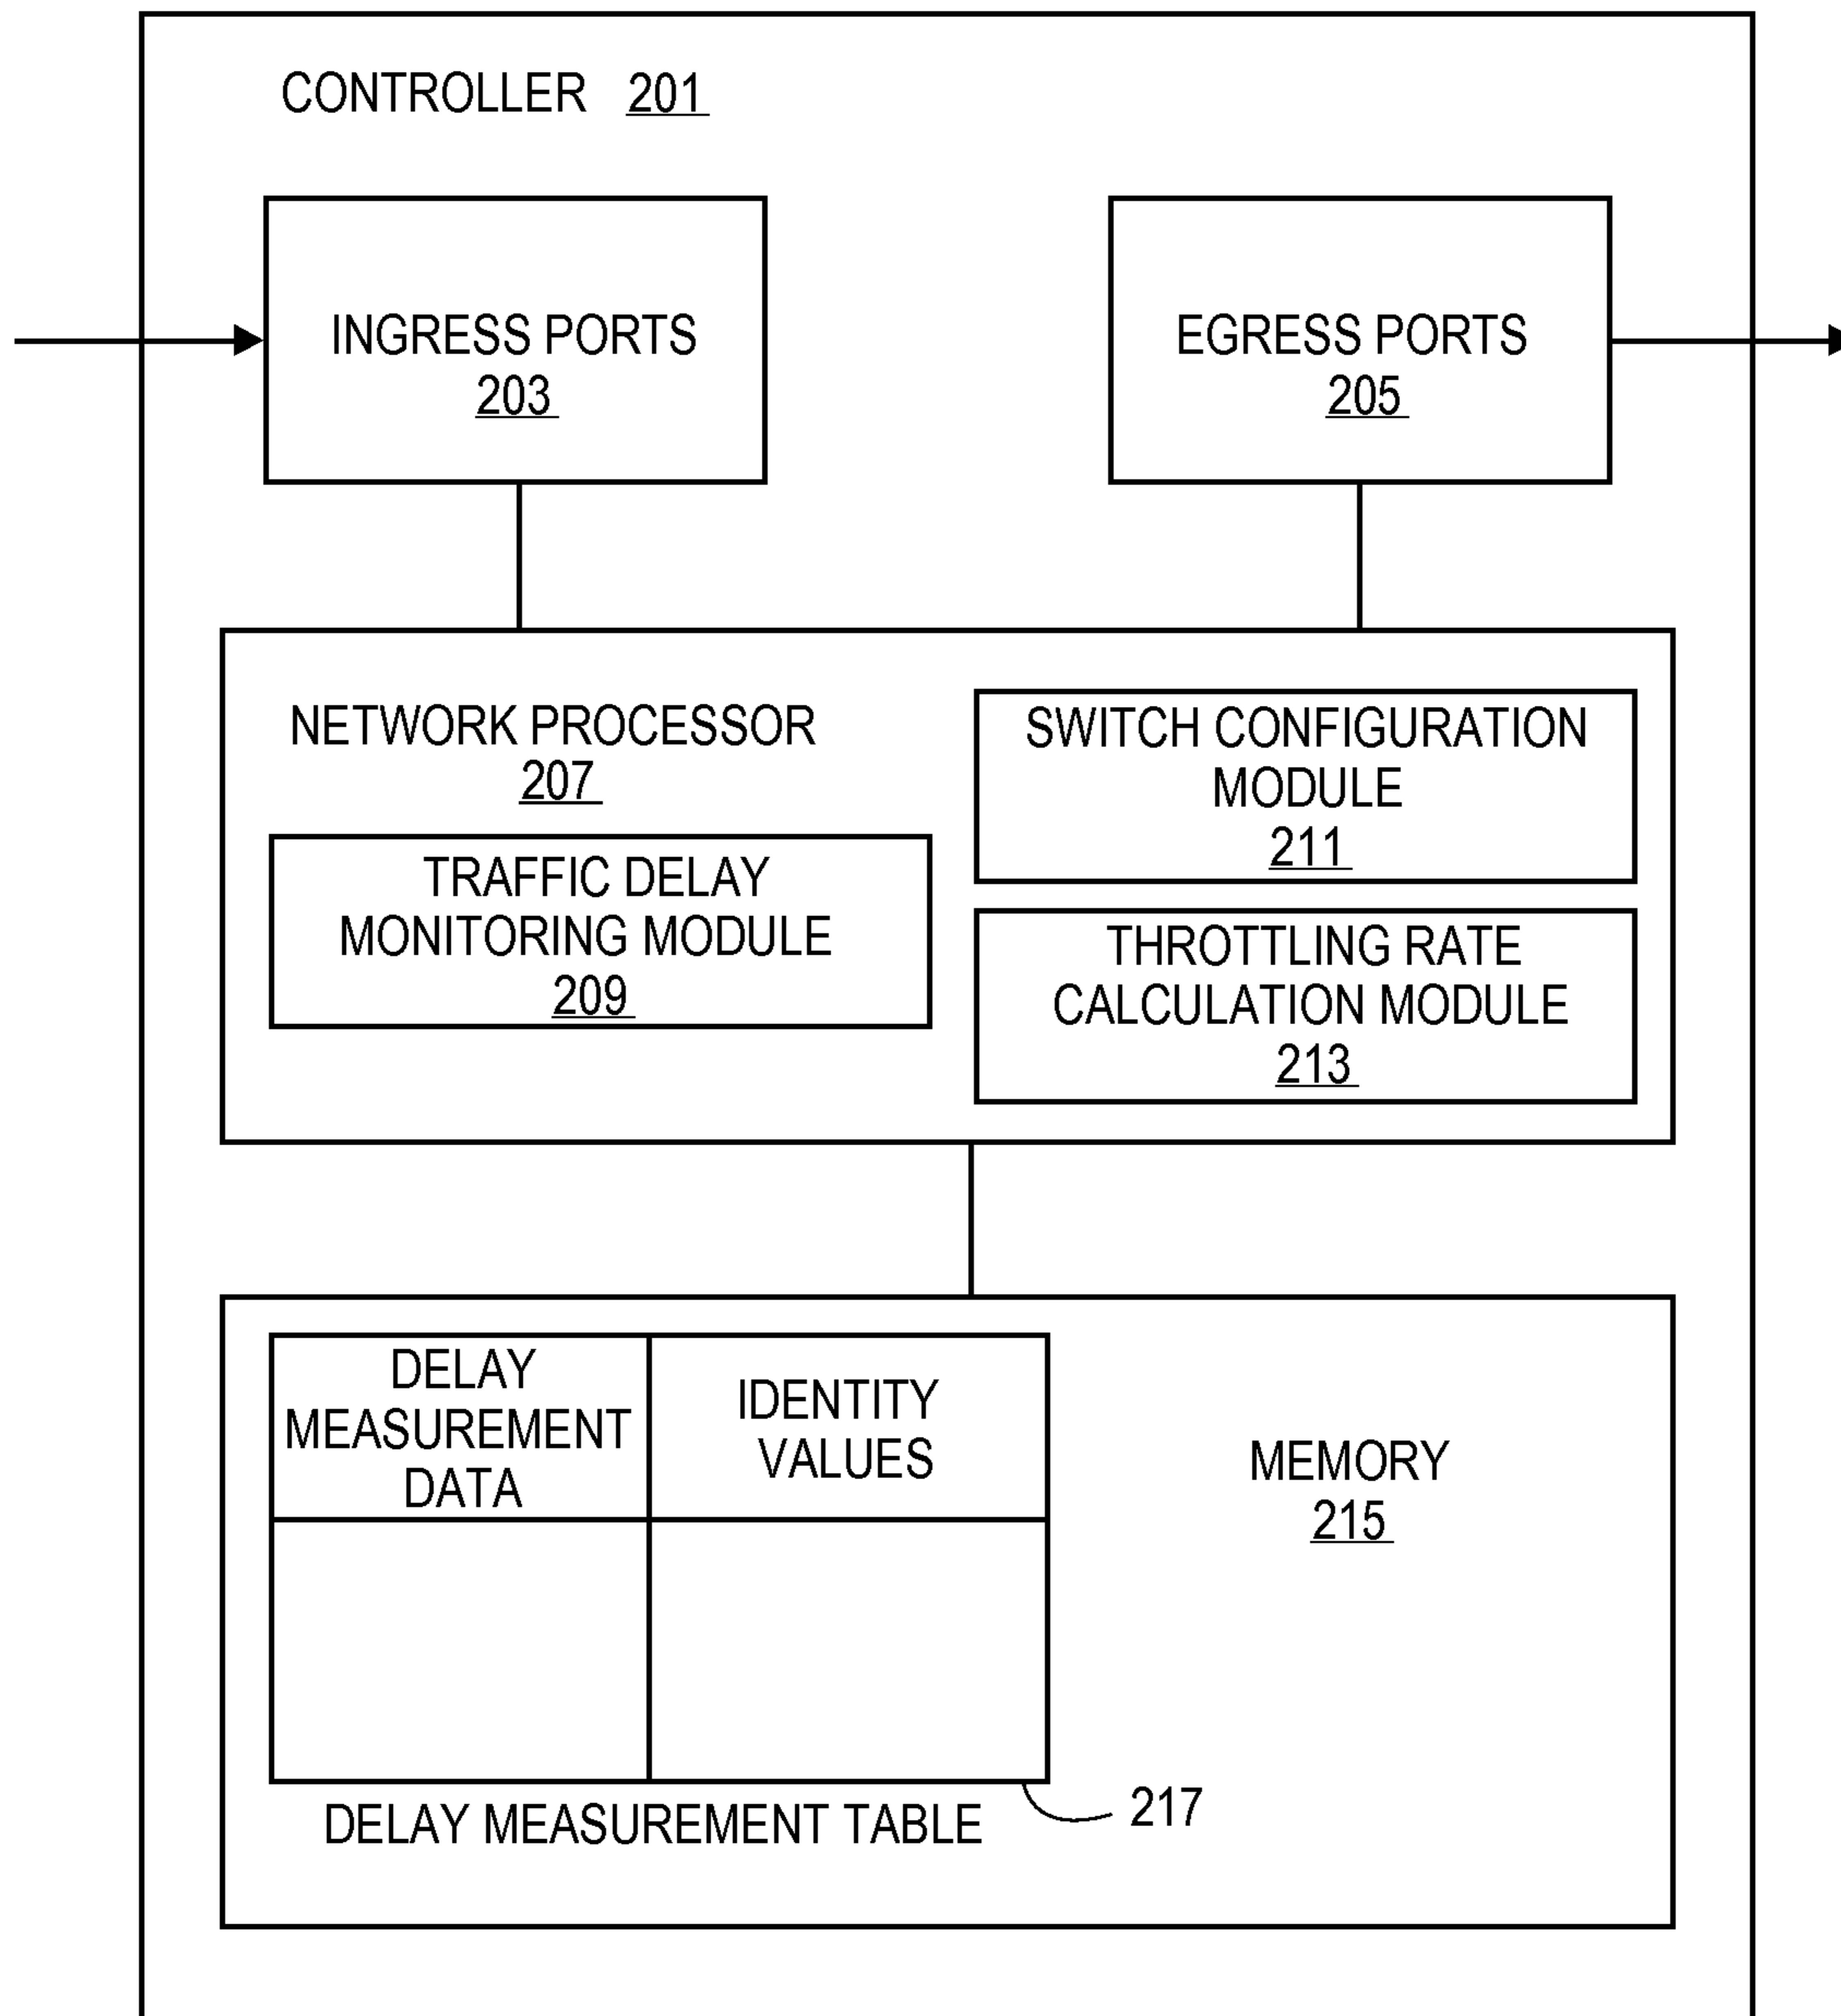 CONTROLLER 201
INGRESS PORTS
203
EGRESS PORTS
205
NETWORK PROCESSOR
207
TRAFFIC DELAY
MONITORING MODULE
209
SWITCH CONFIGURATION
MODULE
211
THROTTLING RATE
CALCULATION MODULE
213
DELAY
MEASUREMENT
DATA
IDENTITY
VALUES
MEMORY
215
DELAY MEASUREMENT TABLE
217